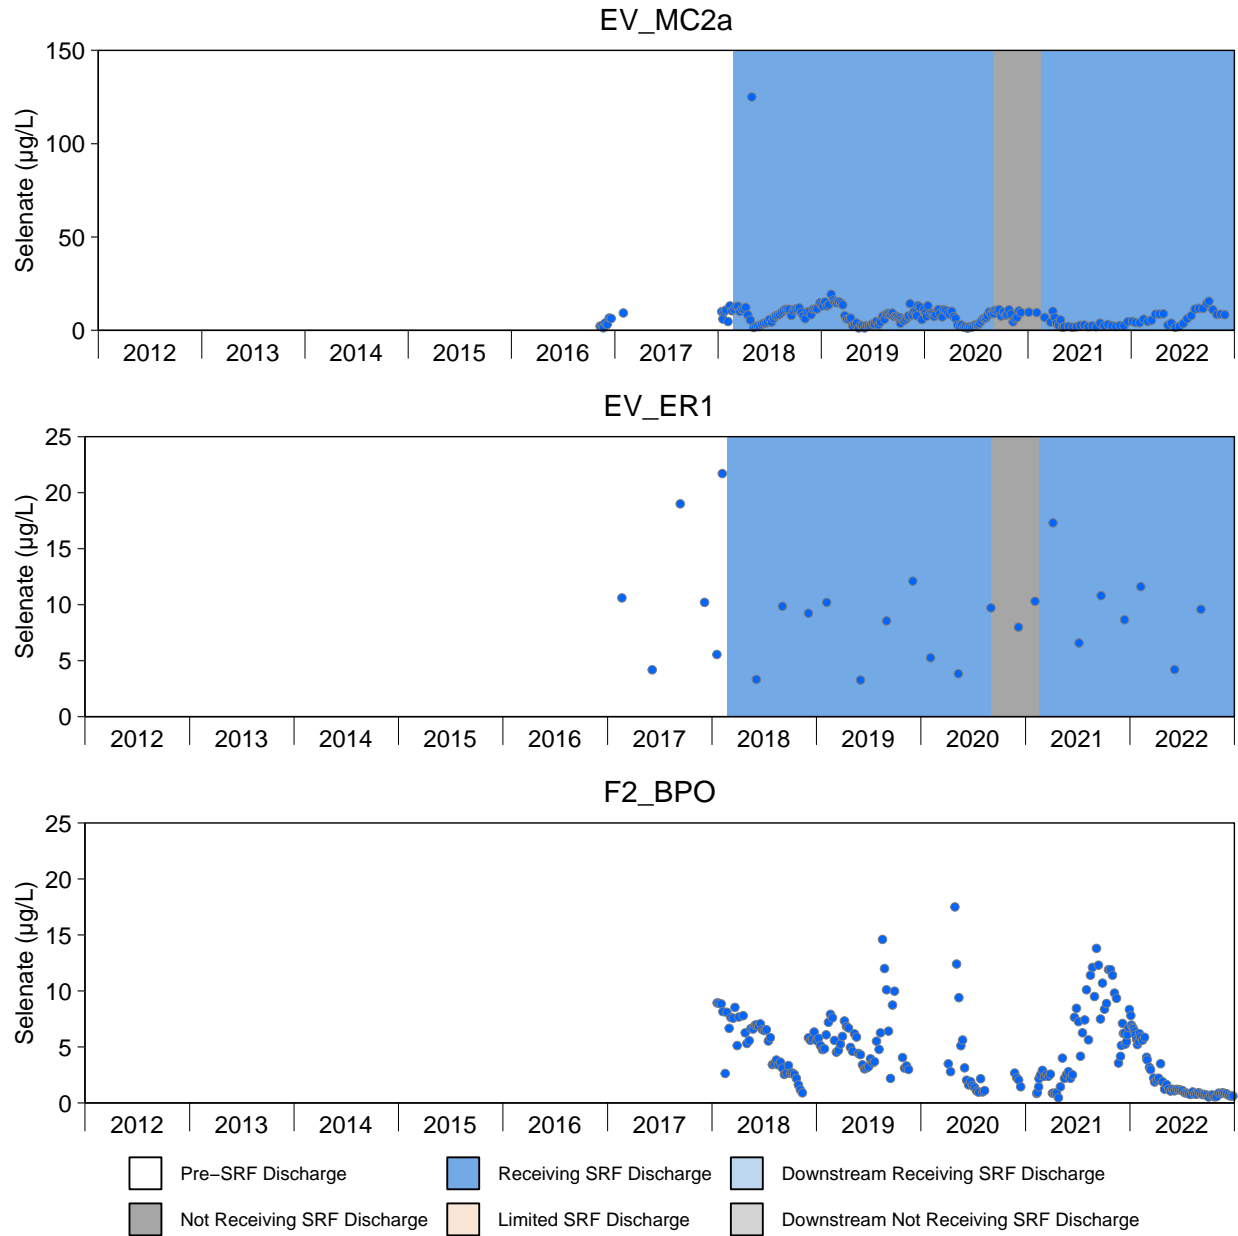 EV_MC2a
Selenate (µg/L)
150
100
50
0
2012 2013 2014 2015 2016 2017 2018 2019 2020 2021 2022
EV_ER1
Selenate (µg/L)
25
20
15
10
5
0
2012 2013 2014 2015 2016 2017 2018 2019 2020 2021 2022
F2_BPO
Selenate (µg/L)
25
20
15
10
5
0
2012 2013 2014 2015 2016 2017 2018 2019 2020 2021 2022
Pre−SRF Discharge Receiving SRF Discharge Downstream Receiving SRF Discharge
Not Receiving SRF Discharge Limited SRF Discharge Downstream Not Receiving SRF Discharge